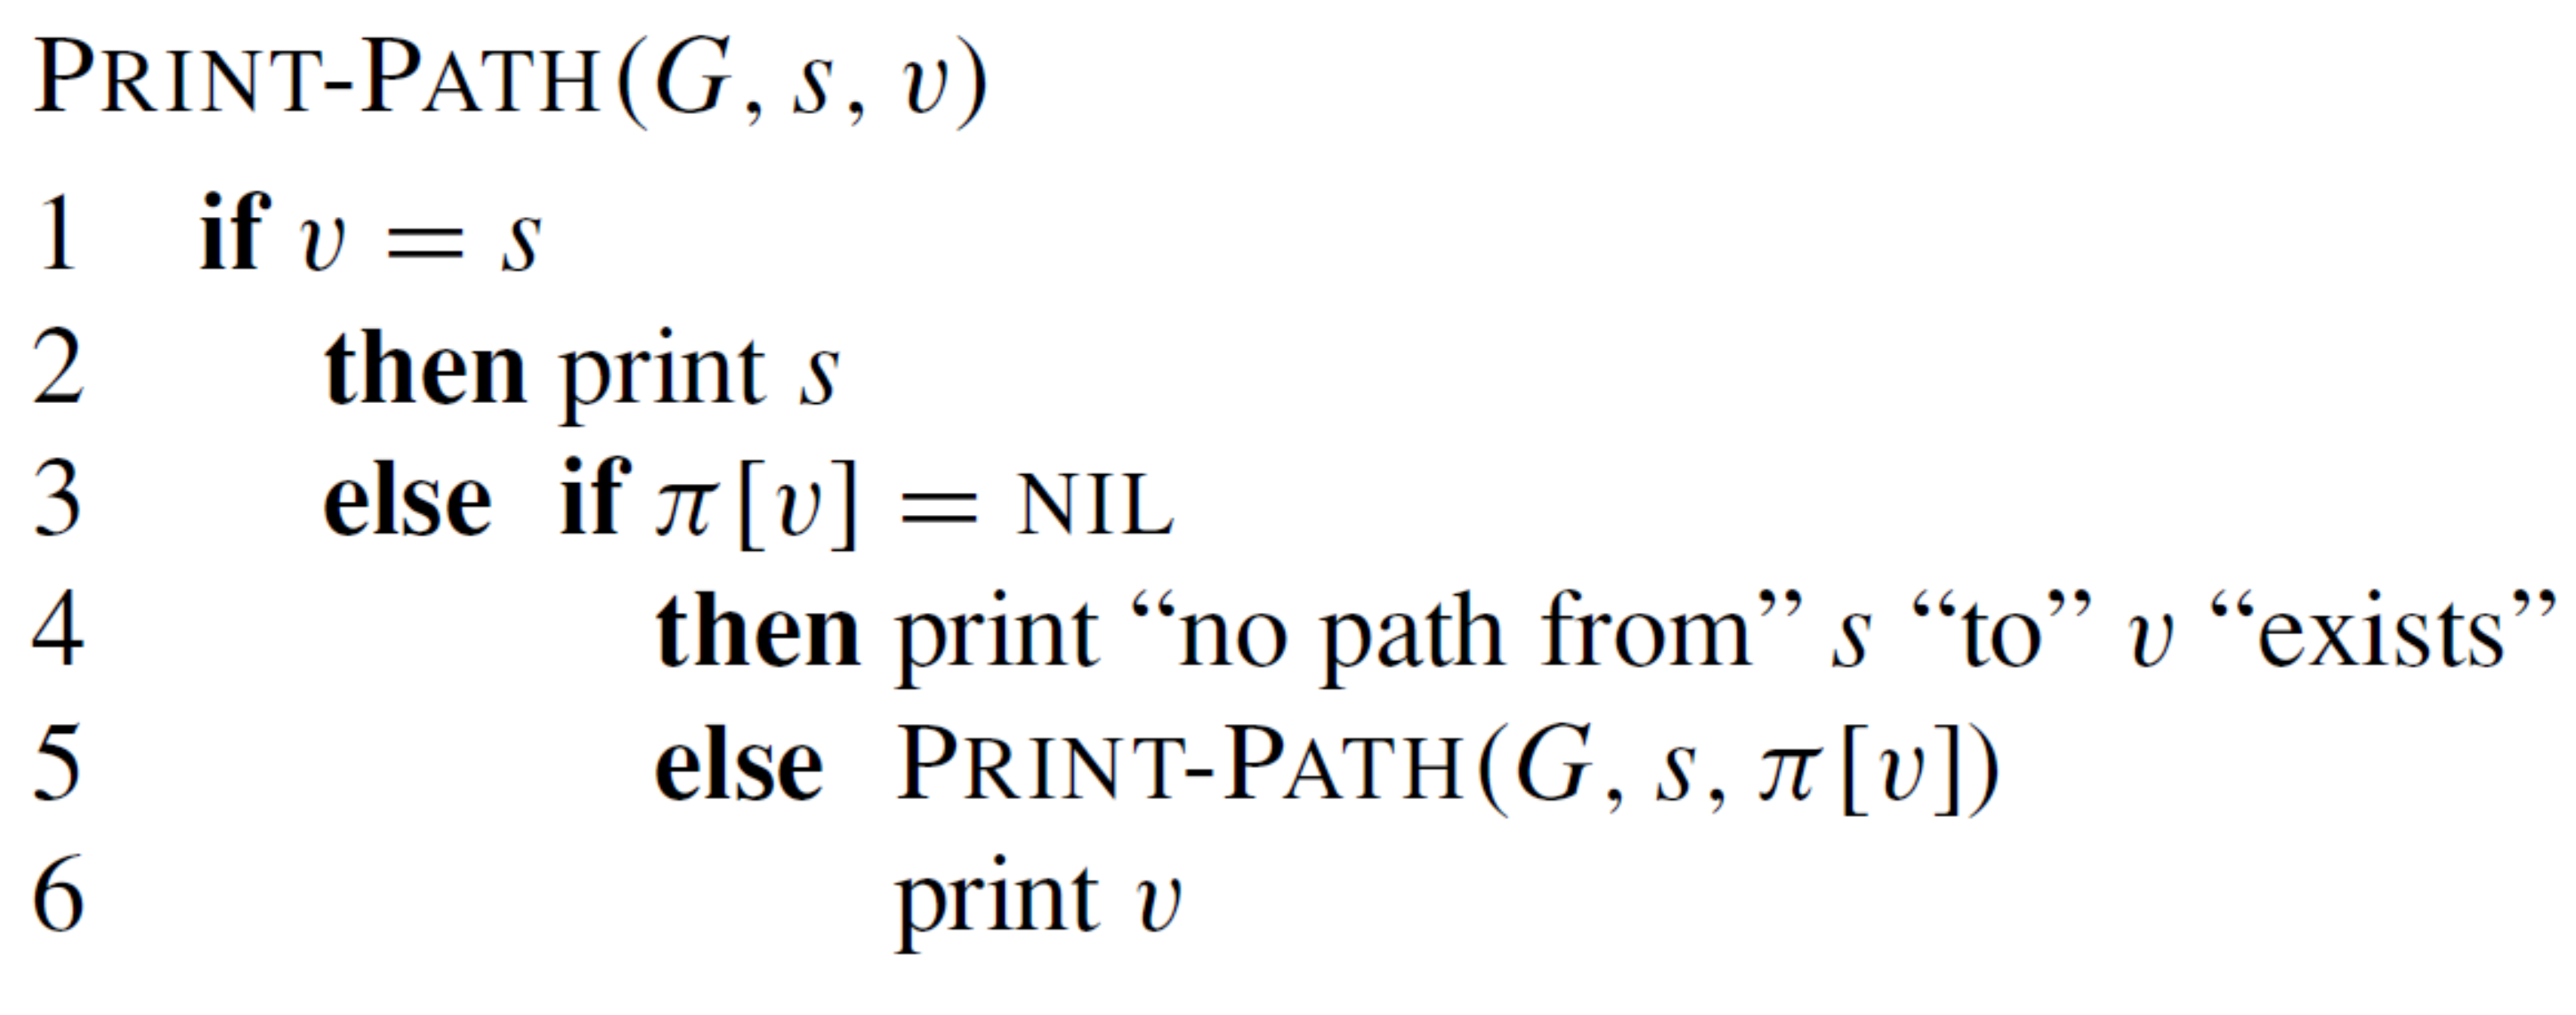 PRINT-PATH(G, s, v)
1 if v = s
2 then print s
3 else if π[v] = NIL
4 then print “no path from” s “to” v “exists”
5 else PRINT-PATH(G, s, π[v])
6 print v